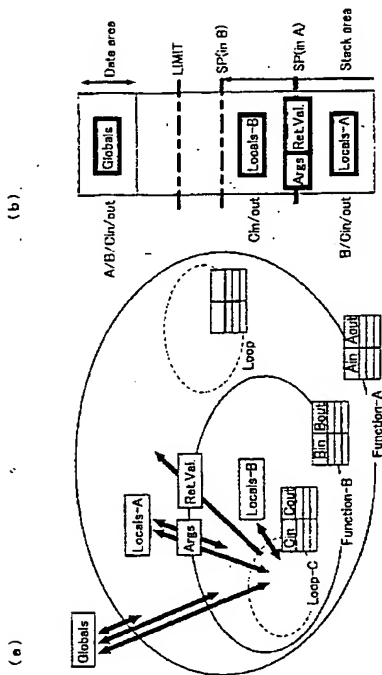 (a)
Globals
Locals-A
Args
Ret.Val.
Locals-B
Cin
Cout
Loop-C
Bin
Bout
Function-B
Ain
Aout
Function-A
Loop
(b)
A/B/Cin/out
Globals
Data area
LIMIT
SP(in B)
Cin/out
Locals-B
Args
Ret.Val.
SP(in A)
B/Cin/out
Locals-A
Stack area